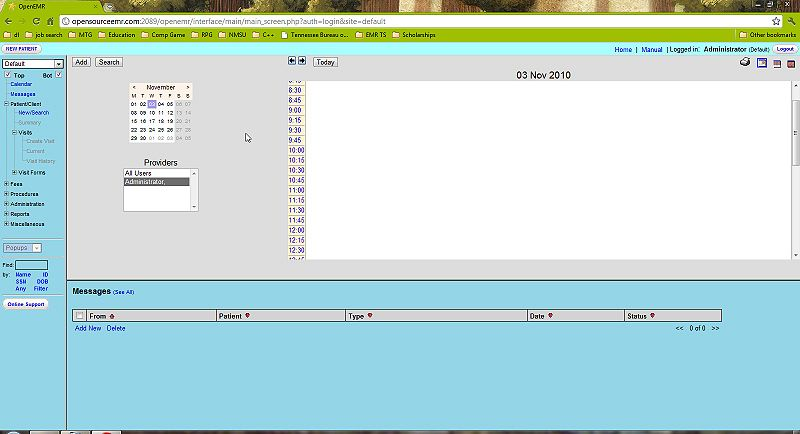 OpenEMR
opensourceemr.com:2089/openemr/interface/main/main_screen.php?auth=login&site=default
dl job search MTG Education Comp Game RPG NMSU C++ Tennessee Bureau o... EMR TS Scholarships Other bookmarks
NEW PATIENT
Home | Manual | Logged in: Administrator (Default) Logout
Default
Top Bot
Calendar
Messages
Patient/Client
New/Search
Summary
Visits
Create Visit
Current
Visit History
Visit Forms
Fees
Procedures
Administration
Reports
Miscellaneous
Popups
Find:
by: Name ID
SSN DOB
Any Filter
Online Support
Add Search
< November >
M T W T F S S
01 02 03 04 05 06 07
08 09 10 11 12 13 14
15 16 17 18 19 20 21
22 23 24 25 26 27 28
29 30 01 02 03 04 05
Providers
All Users
Administrator,
Today
03 Nov 2010
8:30
8:45
9:00
9:15
9:30
9:45
10:00
10:15
10:30
10:45
11:00
11:15
11:30
11:45
12:00
12:15
12:30
Messages (See All)
From Patient Type Date Status
Add New Delete << 0 of 0 >>